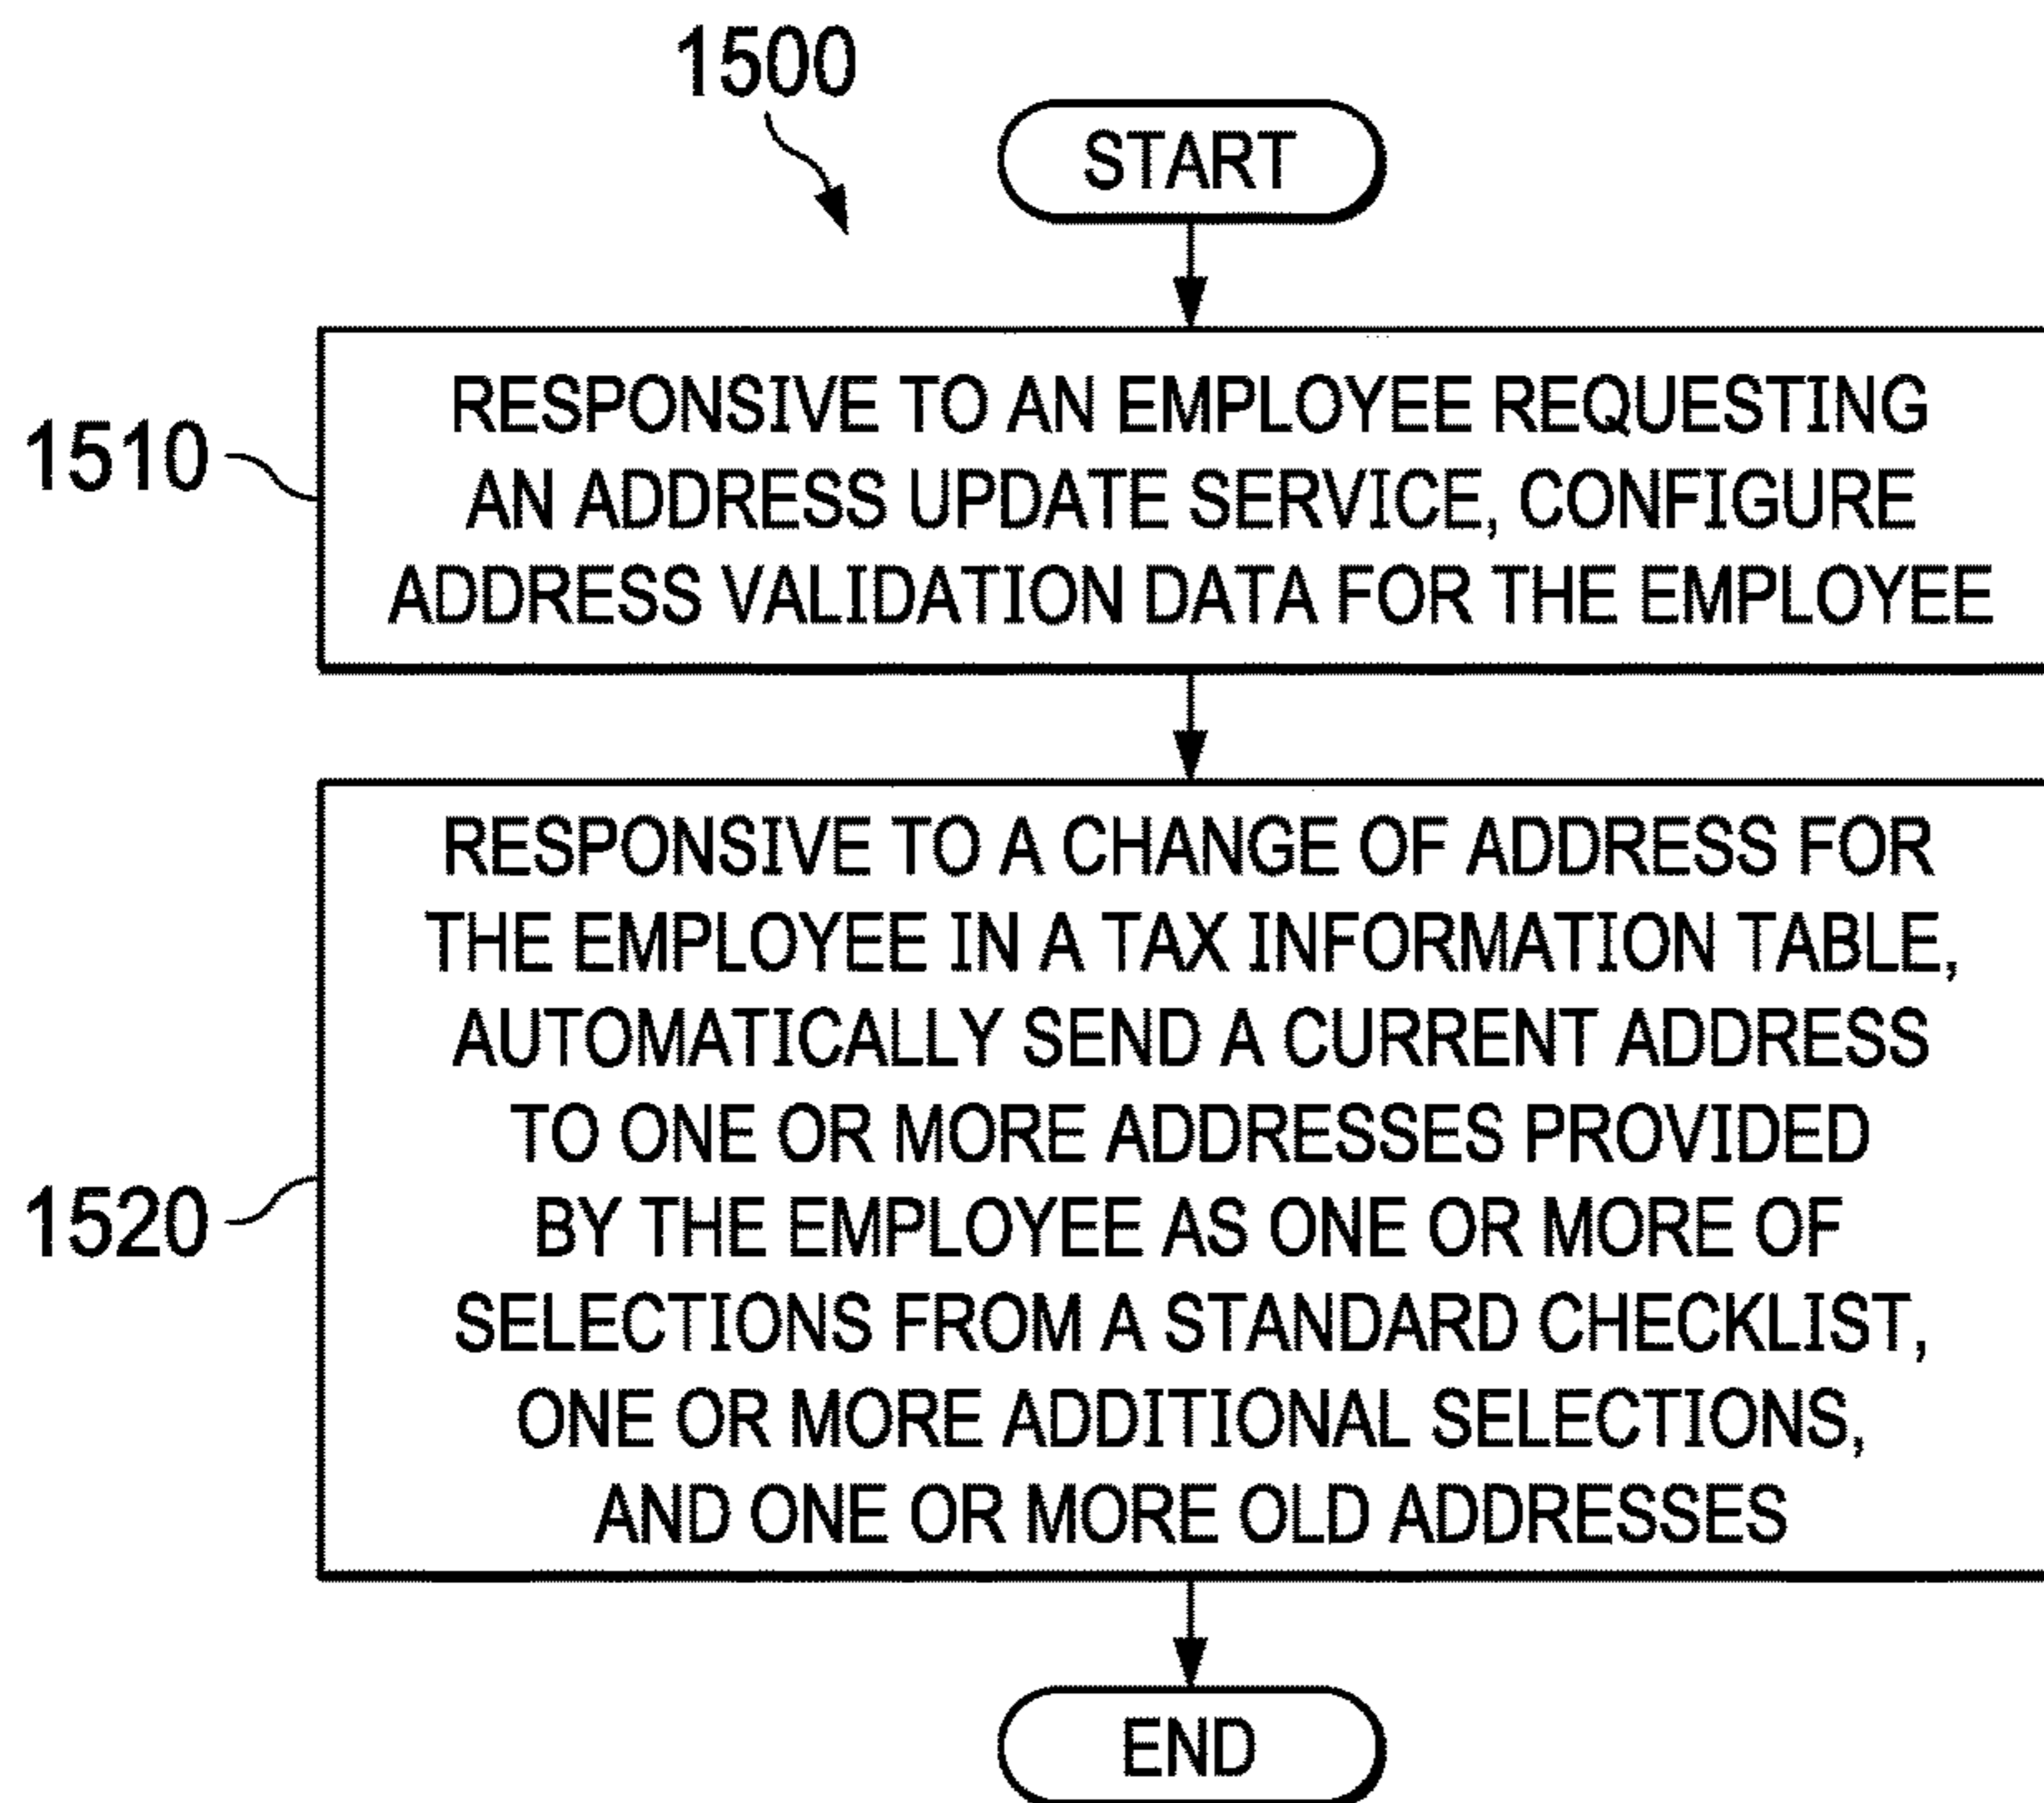 1500
START
1510
RESPONSIVE TO AN EMPLOYEE REQUESTING
AN ADDRESS UPDATE SERVICE, CONFIGURE
ADDRESS VALIDATION DATA FOR THE EMPLOYEE
1520
RESPONSIVE TO A CHANGE OF ADDRESS FOR
THE EMPLOYEE IN A TAX INFORMATION TABLE,
AUTOMATICALLY SEND A CURRENT ADDRESS
TO ONE OR MORE ADDRESSES PROVIDED
BY THE EMPLOYEE AS ONE OR MORE OF
SELECTIONS FROM A STANDARD CHECKLIST,
ONE OR MORE ADDITIONAL SELECTIONS,
AND ONE OR MORE OLD ADDRESSES
END